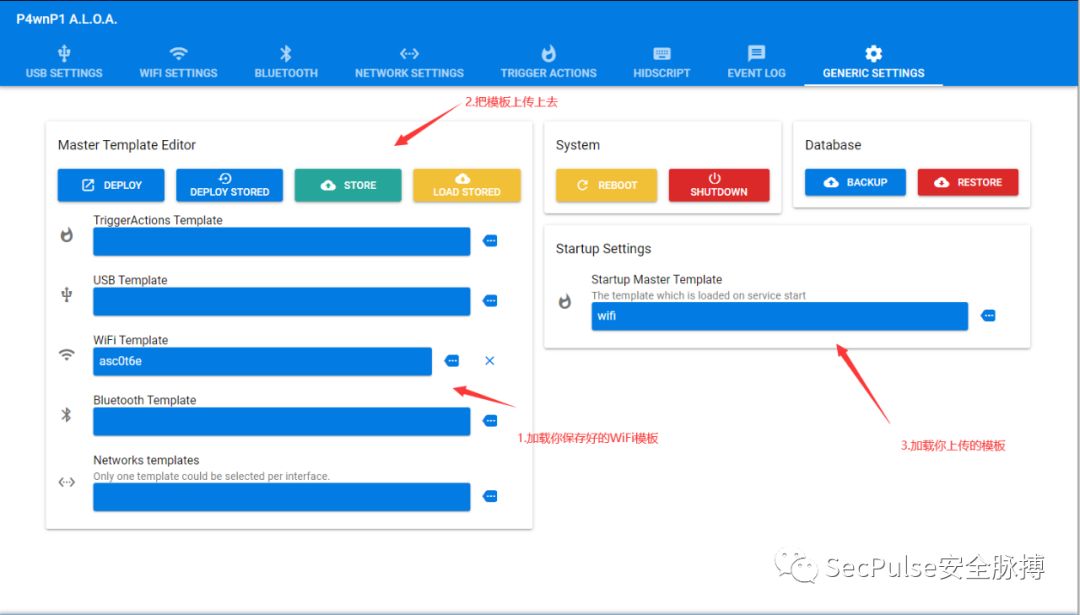 P4wnP1 A.L.O.A.
USB SETTINGS
WIFI SETTINGS
BLUETOOTH
NETWORK SETTINGS
TRIGGER ACTIONS
HIDSCRIPT
EVENT LOG
GENERIC SETTINGS
2.把模板上传上去
Master Template Editor
DEPLOY
DEPLOY STORED
STORE
LOAD STORED
TriggerActions Template
USB Template
WiFi Template
asc0t6e
Bluetooth Template
Networks templates
Only one template could be selected per interface.
1.加载你保存好的WiFi模板
System
REBOOT
SHUTDOWN
Database
BACKUP
RESTORE
Startup Settings
Startup Master Template
The template which is loaded on service start
wifi
3.加载你上传的模板
SecPulse安全脉搏